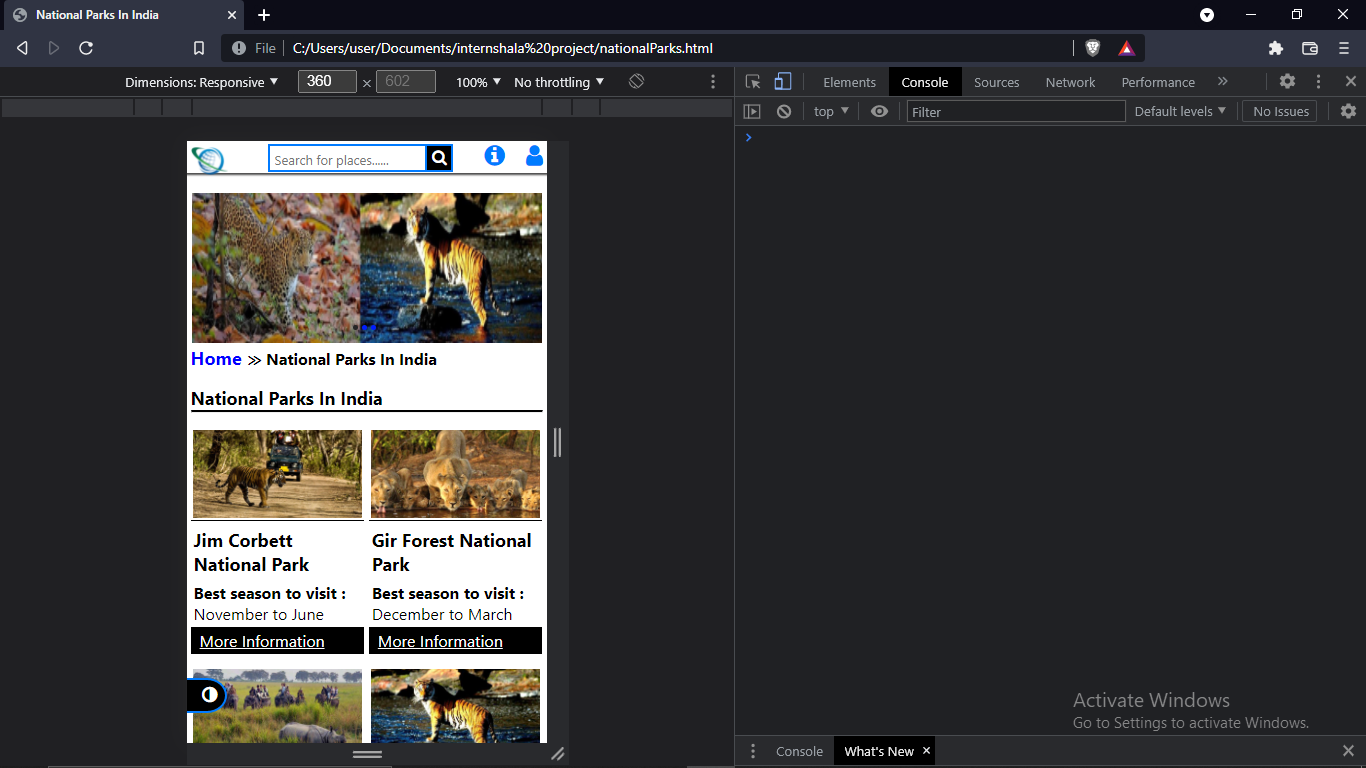 National Parks In India
File C:/Users/user/Documents/internshala%20project/nationalParks.html
Dimensions: Responsive 360 × 602 100% No throttling
Elements Console Sources Network Performance »
top Filter Default levels No Issues
Search for places......
Home >> National Parks In India
National Parks In India
Jim Corbett
National Park
Best season to visit :
November to June
More Information
Gir Forest National
Park
Best season to visit :
December to March
More Information
Activate Windows
Go to Settings to activate Windows.
Console What's New